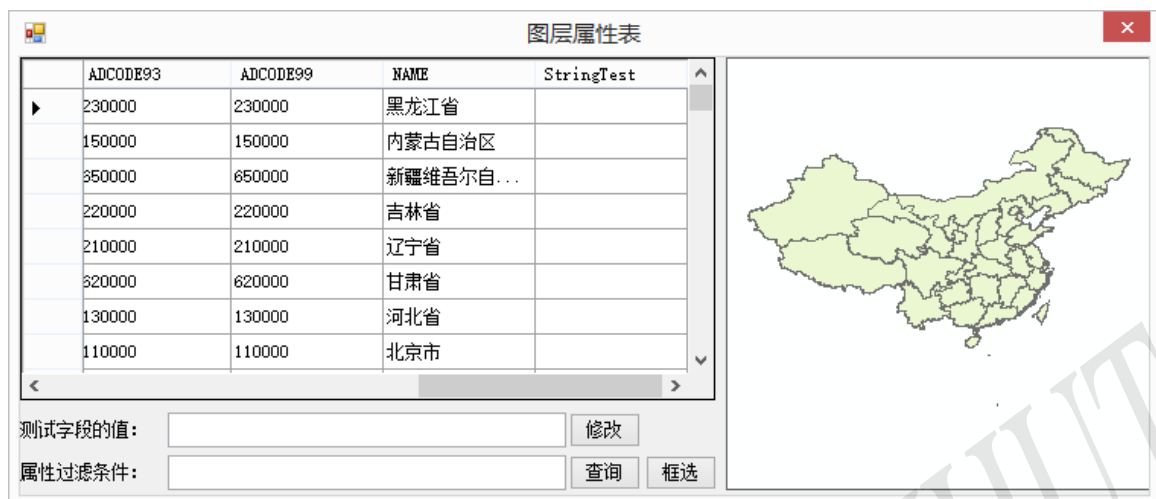 图层属性表
ADCODE93 ADCODE99 NAME StringTest
230000 230000 黑龙江省
150000 150000 内蒙古自治区
650000 650000 新疆维吾尔自...
220000 220000 吉林省
210000 210000 辽宁省
620000 620000 甘肃省
130000 130000 河北省
110000 110000 北京市
测试字段的值: 修改
属性过滤条件: 查询 框选